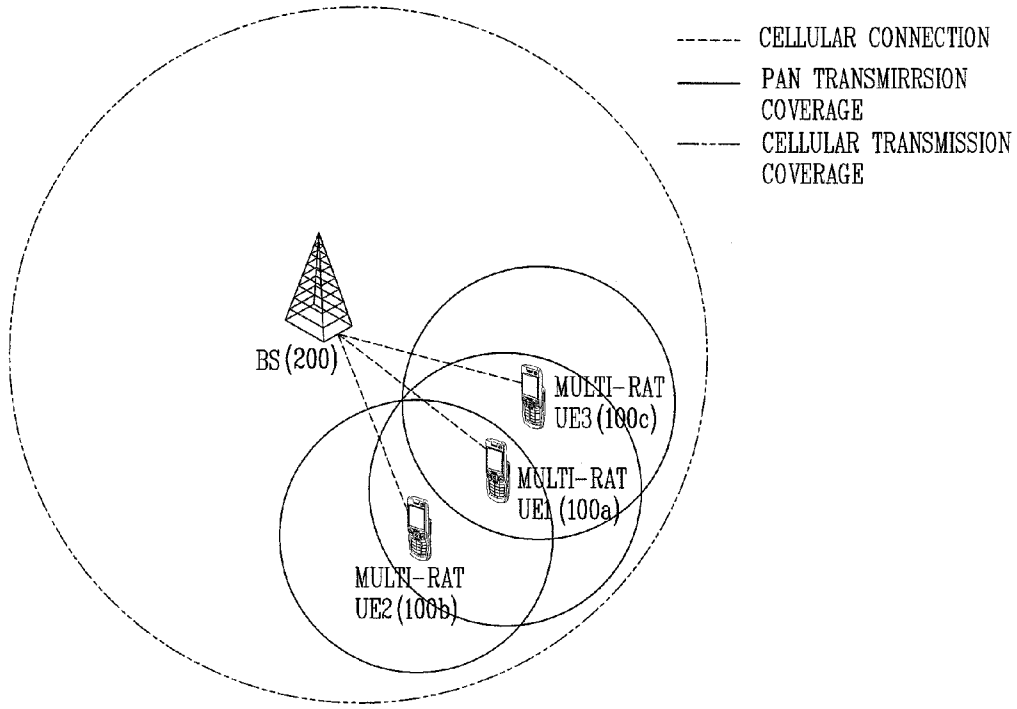 CELLULAR CONNECTION
PAN TRANSMIRRSION
COVERAGE
CELLULAR TRANSMISSION
COVERAGE
BS(200)
MULTI-RAT
UE3(100c)
MULTI-RAT
UE1(100a)
MULTI-RAT
UE2(100b)